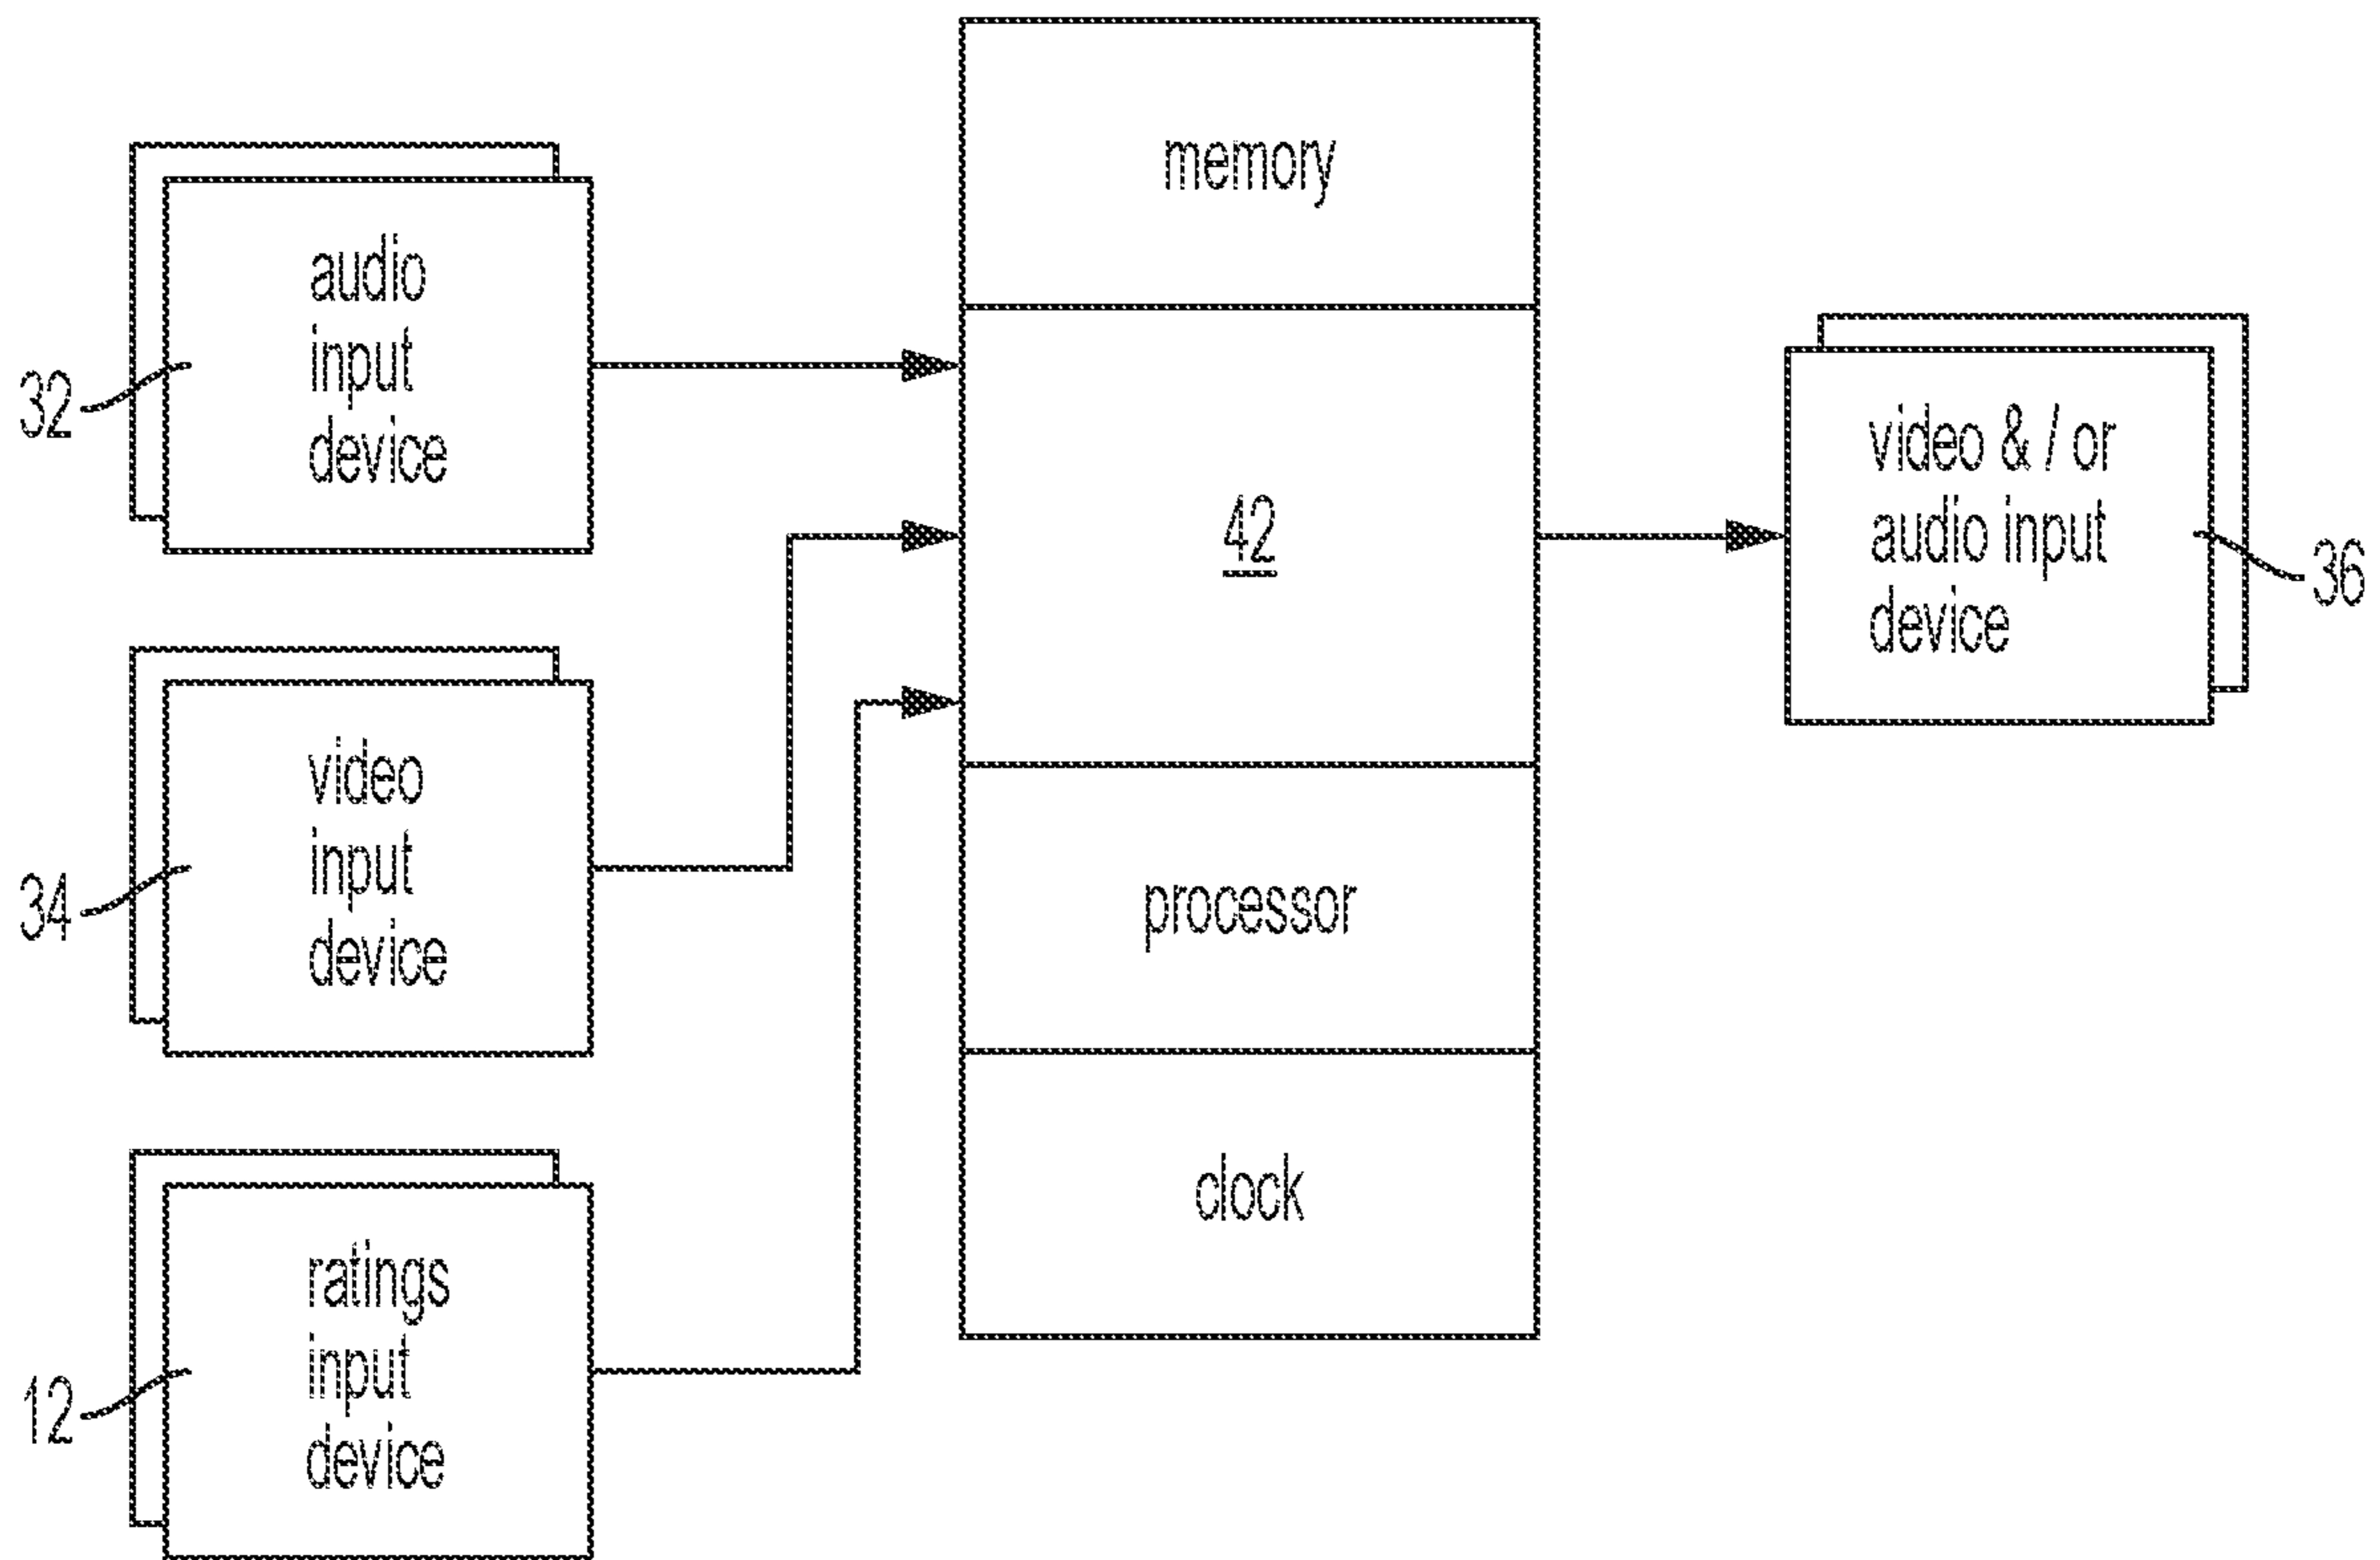 memory
audio
input
device
32
42
video & / or
audio input
device
36
video
input
device
34
processor
clock
ratings
input
device
12